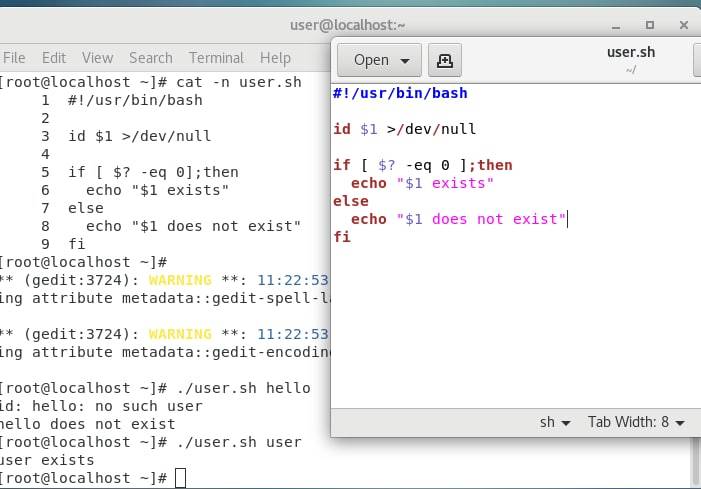 user@localhost:~
File Edit View Search Terminal Help
[root@localhost ~]# cat -n user.sh
1 #!/usr/bin/bash
2
3 id $1 >/dev/null
4
5 if [ $? -eq 0];then
6 echo "$1 exists"
7 else
8 echo "$1 does not exist"
9 fi
[root@localhost ~]#
** (gedit:3724): WARNING **: 11:22:53
ing attribute metadata::gedit-spell-la
** (gedit:3724): WARNING **: 11:22:53
ing attribute metadata::gedit-encoding
[root@localhost ~]# ./user.sh hello
id: hello: no such user
hello does not exist
[root@localhost ~]# ./user.sh user
user exists
[root@localhost ~]#
Open
user.sh
~/
#!/usr/bin/bash
id $1 >/dev/null
if [ $? -eq 0 ];then
echo "$1 exists"
else
echo "$1 does not exist"
fi
sh Tab Width: 8